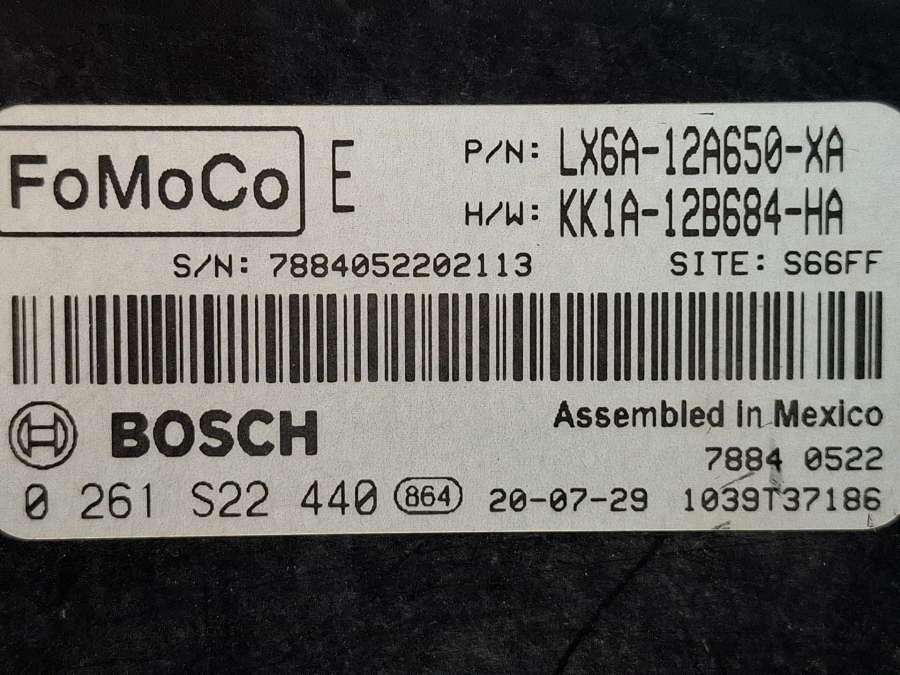 FoMoCo E P/N: LX6A-12A650-XA
H/W: KK1A-12B684-HA
S/N: 7884052202113 SITE: S66FF
BOSCH Assembled in Mexico
7884 0522
0 261 S22 440 864 20-07-29 1039T37186